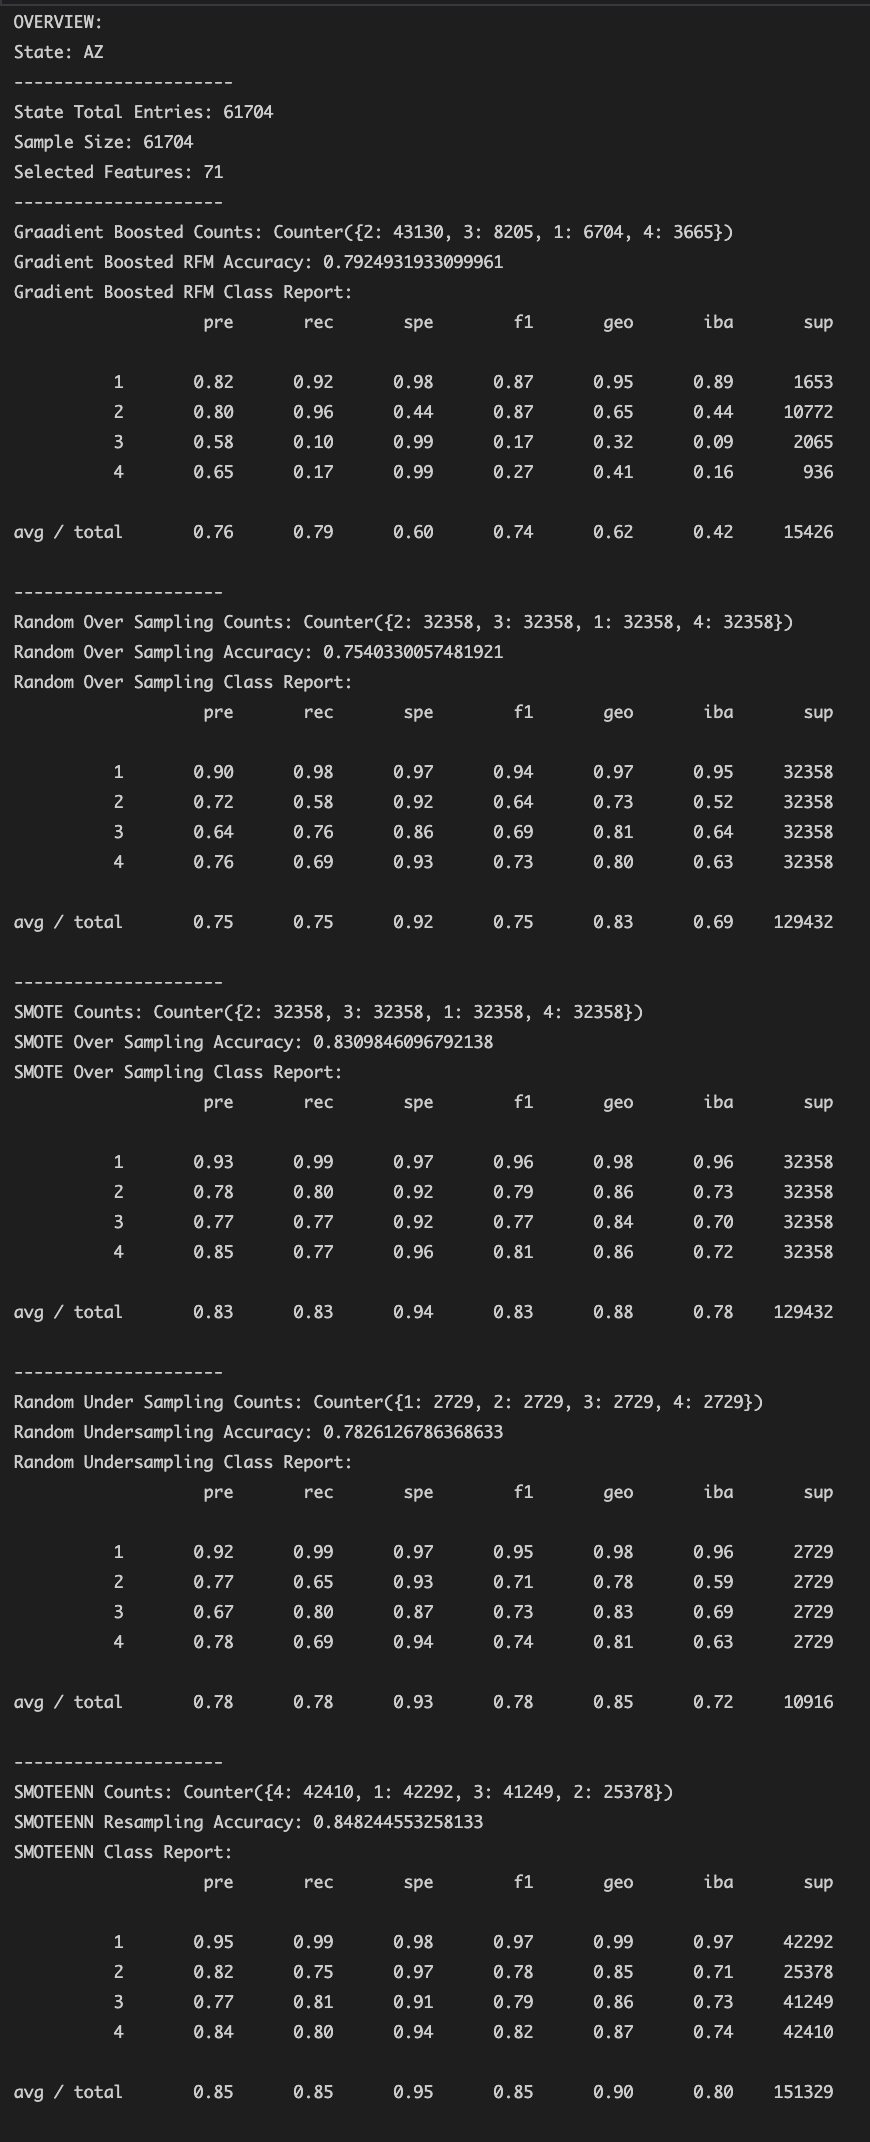 OVERVIEW:
State: AZ
----------------------
State Total Entries: 61704
Sample Size: 61704
Selected Features: 71
---------------------
Graadient Boosted Counts: Counter({2: 43130, 3: 8205, 1: 6704, 4: 3665})
Gradient Boosted RFM Accuracy: 0.7924931933099961
Gradient Boosted RFM Class Report:
pre rec spe f1 geo iba sup
1 0.82 0.92 0.98 0.87 0.95 0.89 1653
2 0.80 0.96 0.44 0.87 0.65 0.44 10772
3 0.58 0.10 0.99 0.17 0.32 0.09 2065
4 0.65 0.17 0.99 0.27 0.41 0.16 936
avg / total 0.76 0.79 0.60 0.74 0.62 0.42 15426
---------------------
Random Over Sampling Counts: Counter({2: 32358, 3: 32358, 1: 32358, 4: 32358})
Random Over Sampling Accuracy: 0.7540330057481921
Random Over Sampling Class Report:
pre rec spe f1 geo iba sup
1 0.90 0.98 0.97 0.94 0.97 0.95 32358
2 0.72 0.58 0.92 0.64 0.73 0.52 32358
3 0.64 0.76 0.86 0.69 0.81 0.64 32358
4 0.76 0.69 0.93 0.73 0.80 0.63 32358
avg / total 0.75 0.75 0.92 0.75 0.83 0.69 129432
---------------------
SMOTE Counts: Counter({2: 32358, 3: 32358, 1: 32358, 4: 32358})
SMOTE Over Sampling Accuracy: 0.8309846096792138
SMOTE Over Sampling Class Report:
pre rec spe f1 geo iba sup
1 0.93 0.99 0.97 0.96 0.98 0.96 32358
2 0.78 0.80 0.92 0.79 0.86 0.73 32358
3 0.77 0.77 0.92 0.77 0.84 0.70 32358
4 0.85 0.77 0.96 0.81 0.86 0.72 32358
avg / total 0.83 0.83 0.94 0.83 0.88 0.78 129432
---------------------
Random Under Sampling Counts: Counter({1: 2729, 2: 2729, 3: 2729, 4: 2729})
Random Undersampling Accuracy: 0.7826126786368633
Random Undersampling Class Report:
pre rec spe f1 geo iba sup
1 0.92 0.99 0.97 0.95 0.98 0.96 2729
2 0.77 0.65 0.93 0.71 0.78 0.59 2729
3 0.67 0.80 0.87 0.73 0.83 0.69 2729
4 0.78 0.69 0.94 0.74 0.81 0.63 2729
avg / total 0.78 0.78 0.93 0.78 0.85 0.72 10916
---------------------
SMOTEENN Counts: Counter({4: 42410, 1: 42292, 3: 41249, 2: 25378})
SMOTEENN Resampling Accuracy: 0.848244553258133
SMOTEENN Class Report:
pre rec spe f1 geo iba sup
1 0.95 0.99 0.98 0.97 0.99 0.97 42292
2 0.82 0.75 0.97 0.78 0.85 0.71 25378
3 0.77 0.81 0.91 0.79 0.86 0.73 41249
4 0.84 0.80 0.94 0.82 0.87 0.74 42410
avg / total 0.85 0.85 0.95 0.85 0.90 0.80 151329